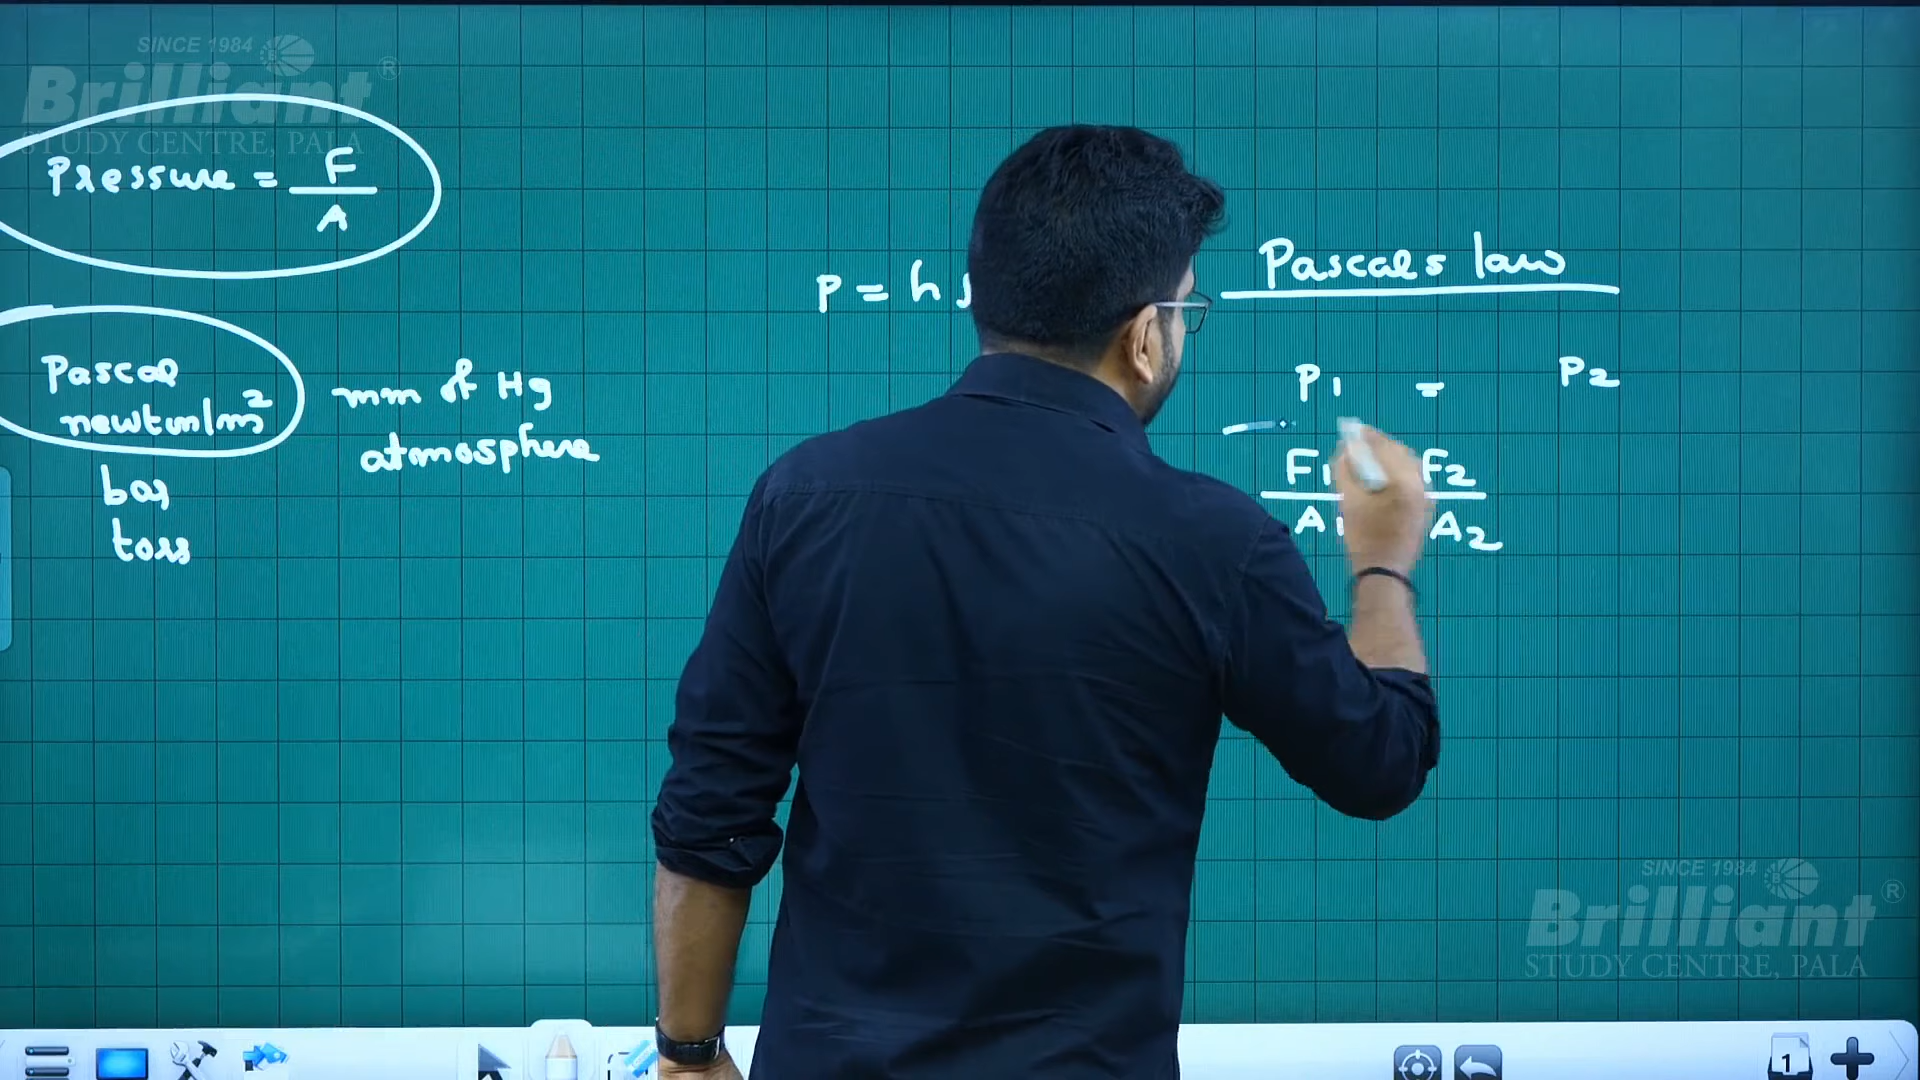 SINCE 1984
Brilliant®
STUDY CENTRE, PALA
Pressure = F
A
Pascal
newton/m²
bar
torr
mm of Hg
atmosphere
P = h
Pascals law
P1 = P2
F1 F2
A1 A2
SINCE 1984
Brilliant®
STUDY CENTRE, PALA
1